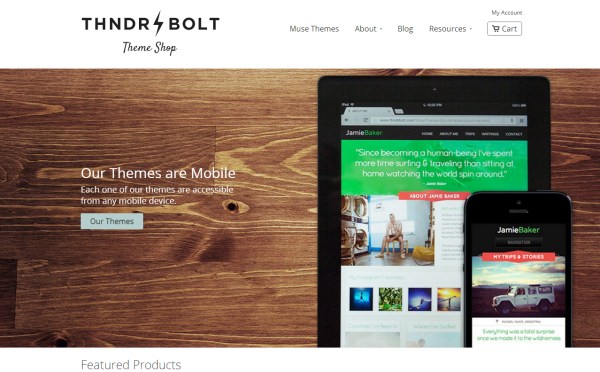 My Account
THNDR BOLT
Theme Shop
Muse Themes
About
Blog
Resources
Cart
Our Themes are Mobile
Each one of our themes are accessible
from any mobile device.
Our Themes
JamieBaker
HOME
ABOUT ME
TRIPS
WRITINGS
CONTACT
"Since becoming a human-being I've spent
more time surfing & traveling than sitting at
home watching the world spin around."
- Jamie Baker
ABOUT JAMIE BAKER
JamieBaker
NAVIGATION
MY TRIPS & STORIES
Everything was a total surprise
once we made it to the wilderness.
Featured Products